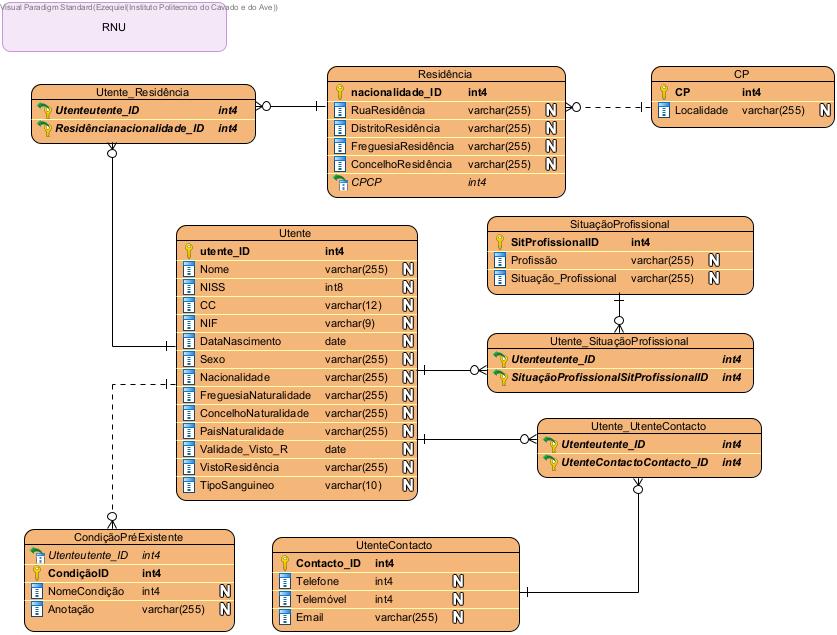 Visual Paradigm Standard(Ezequiel(Instituto Politecnico do Cavado e do Ave))
RNU
Utente_Residência
Utenteutente_ID int4
Residêncianacionalidade_ID int4
Residência
nacionalidade_ID int4
RuaResidência varchar(255) N
DistritoResidência varchar(255) N
FreguesiaResidência varchar(255) N
ConcelhoResidência varchar(255) N
CPCP int4
CP
CP int4
Localidade varchar(255) N
Utente
utente_ID int4
Nome varchar(255) N
NISS int8 N
CC varchar(12) N
NIF varchar(9) N
DataNascimento date N
Sexo varchar(255) N
Nacionalidade varchar(255) N
FreguesiaNaturalidade varchar(255) N
ConcelhoNaturalidade varchar(255) N
PaisNaturalidade varchar(255) N
Validade_Visto_R date N
VistoResidência varchar(255) N
TipoSanguineo varchar(10) N
SituaçãoProfissional
SitProfissionalID int4
Profissão varchar(255) N
Situação_Profissional varchar(255) N
Utente_SituaçãoProfissional
Utenteutente_ID int4
SituaçãoProfissionalSitProfissionalID int4
Utente_UtenteContacto
Utenteutente_ID int4
UtenteContactoContacto_ID int4
CondiçãoPréExistente
Utenteutente_ID int4
CondiçãoID int4
NomeCondição int4 N
Anotação varchar(255) N
UtenteContacto
Contacto_ID int4
Telefone int4 N
Telemóvel int4 N
Email varchar(255) N